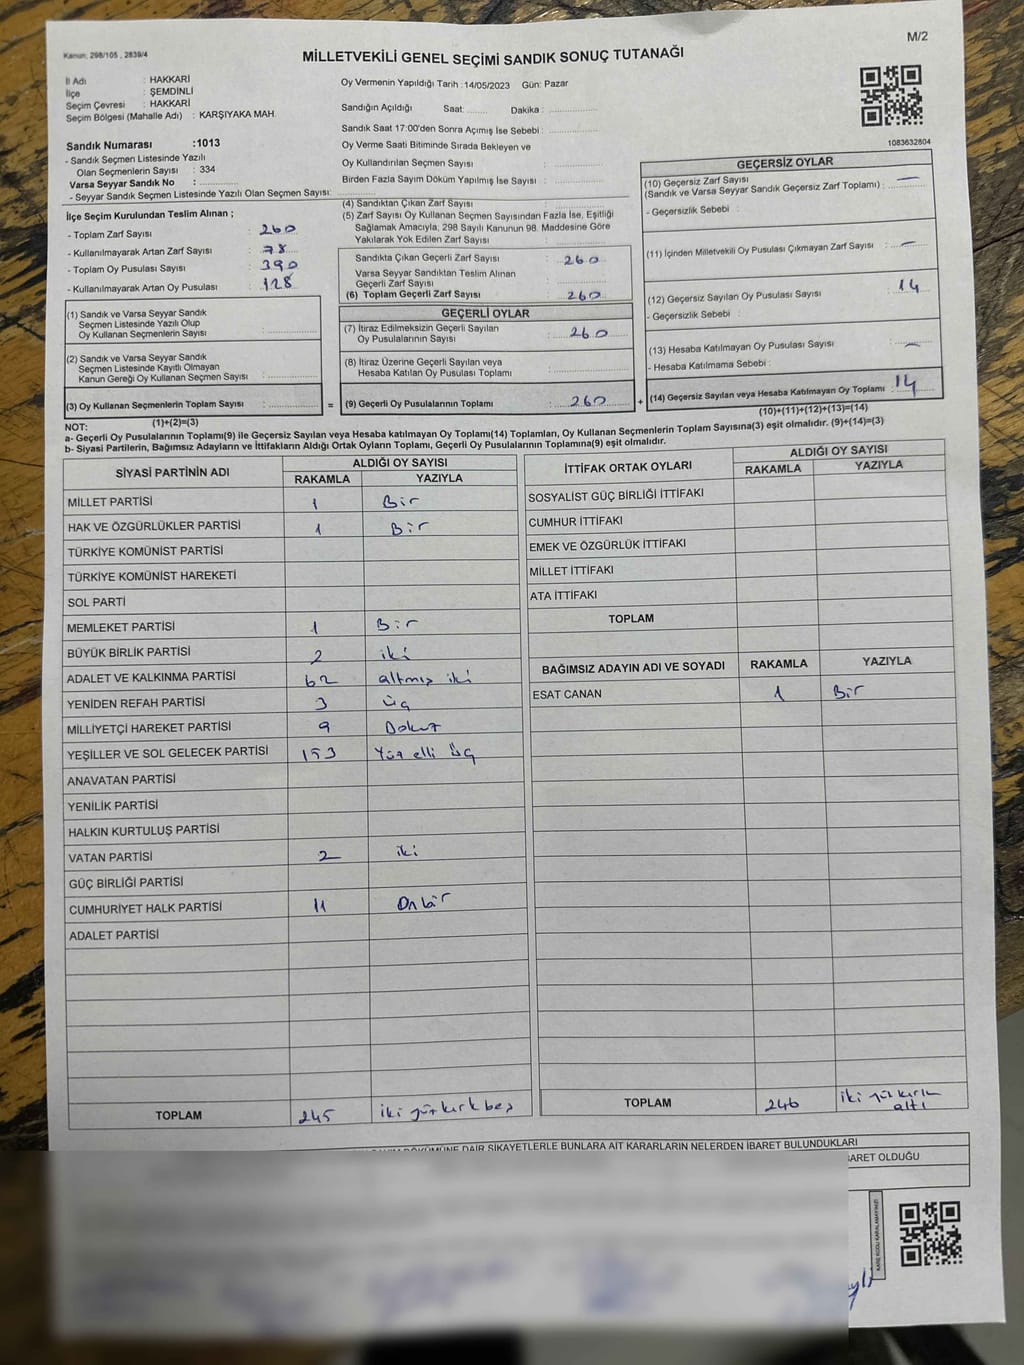 M/2
Kanun: 298/105 , 2839/4
MİLLETVEKİLİ GENEL SEÇİMİ SANDIK SONUÇ TUTANAĞI
İl Adı : HAKKARİ
İlçe : ŞEMDİNLİ
Seçim Çevresi : HAKKARİ
Seçim Bölgesi (Mahalle Adı) : KARŞIYAKA MAH.
Sandık Numarası :1013
- Sandık Seçmen Listesinde Yazılı
Olan Seçmenlerin Sayısı : 334
Varsa Seyyar Sandık No :
- Seyyar Sandık Seçmen Listesinde Yazılı Olan Seçmen Sayısı:
Oy Vermenin Yapıldığı Tarih :14/05/2023 Gün: Pazar
Sandığın Açıldığı Saat: Dakika :
Sandık Saat 17:00'den Sonra Açımış İse Sebebi :
Oy Verme Saati Bitiminde Sırada Bekleyen ve
Oy Kullandırılan Seçmen Sayısı :
Birden Fazla Sayım Döküm Yapılmış İse Sayısı :
1083632804
İlçe Seçim Kurulundan Teslim Alınan ;
- Toplam Zarf Sayısı : 260
- Kullanılmayarak Artan Zarf Sayısı : 78
- Toplam Oy Pusulası Sayısı : 390
- Kullanılmayarak Artan Oy Pusulası : 128
(4) Sandıktan Çıkan Zarf Sayısı :
(5) Zarf Sayısı Oy Kullanan Seçmen Sayısından Fazla İse, Eşitliği
Sağlamak Amacıyla, 298 Sayılı Kanunun 98. Maddesine Göre
Yakılarak Yok Edilen Zarf Sayısı :
Sandıkta Çıkan Geçerli Zarf Sayısı : 260
Varsa Seyyar Sandıktan Teslim Alınan
Geçerli Zarf Sayısı :
(6) Toplam Geçerli Zarf Sayısı : 260
GEÇERLİ OYLAR
(7) İtiraz Edilmeksizin Geçerli Sayılan
Oy Pusulalarının Sayısı : 260
(8) İtiraz Üzerine Geçerli Sayılan veya
Hesaba Katılan Oy Pusulası Toplamı :
(9) Geçerli Oy Pusulalarının Toplamı : 260
GEÇERSİZ OYLAR
(10) Geçersiz Zarf Sayısı
(Sandık ve Varsa Seyyar Sandık Geçersiz Zarf Toplamı) : —
- Geçersizlik Sebebi :
(11) İçinden Milletvekili Oy Pusulası Çıkmayan Zarf Sayısı : —
(12) Geçersiz Sayılan Oy Pusulası Sayısı : 14
- Geçersizlik Sebebi :
(13) Hesaba Katılmayan Oy Pusulası Sayısı : —
- Hesaba Katılmama Sebebi :
(14) Geçersiz Sayılan veya Hesaba Katılmayan Oy Toplamı : 14
(10)+(11)+(12)+(13)=(14)
(1) Sandık ve Varsa Seyyar Sandık
Seçmen Listesinde Yazılı Olup
Oy Kullanan Seçmenlerin Sayısı :
(2) Sandık ve Varsa Seyyar Sandık
Seçmen Listesinde Kayıtlı Olmayan
Kanun Gereği Oy Kullanan Seçmen Sayısı :
(3) Oy Kullanan Seçmenlerin Toplam Sayısı : = +
(1)+(2)=(3)
NOT:
a- Geçerli Oy Pusulalarının Toplamı(9) ile Geçersiz Sayılan veya Hesaba katılmayan Oy Toplamı(14) Toplamları, Oy Kullanan Seçmenlerin Toplam Sayısına(3) eşit olmalıdır. (9)+(14)=(3)
b- Siyasi Partilerin, Bağımsız Adayların ve İttifakların Aldığı Ortak Oyların Toplamı, Geçerli Oy Pusulalarının Toplamına(9) eşit olmalıdır.
SİYASİ PARTİNİN ADI ALDIĞI OY SAYISI
RAKAMLA YAZIYLA
MİLLET PARTİSİ 1 Bir
HAK VE ÖZGÜRLÜKLER PARTİSİ 1 Bir
TÜRKİYE KOMÜNİST PARTİSİ
TÜRKİYE KOMÜNİST HAREKETİ
SOL PARTİ
MEMLEKET PARTİSİ 1 Bir
BÜYÜK BİRLİK PARTİSİ 2 iki
ADALET VE KALKINMA PARTİSİ 62 altmış iki
YENİDEN REFAH PARTİSİ 3 üç
MİLLİYETÇİ HAREKET PARTİSİ 9 Dokuz
YEŞİLLER VE SOL GELECEK PARTİSİ 153 Yüz elli üç
ANAVATAN PARTİSİ
YENİLİK PARTİSİ
HALKIN KURTULUŞ PARTİSİ
VATAN PARTİSİ 2 iki
GÜÇ BİRLİĞİ PARTİSİ
CUMHURİYET HALK PARTİSİ 11 Onbir
ADALET PARTİSİ
TOPLAM 245 iki yüz kırk beş
İTTİFAK ORTAK OYLARI ALDIĞI OY SAYISI
RAKAMLA YAZIYLA
SOSYALİST GÜÇ BİRLİĞİ İTTİFAKI
CUMHUR İTTİFAKI
EMEK VE ÖZGÜRLÜK İTTİFAKI
MİLLET İTTİFAKI
ATA İTTİFAKI
TOPLAM
BAĞIMSIZ ADAYIN ADI VE SOYADI RAKAMLA YAZIYLA
ESAT CANAN 1 Bir
TOPLAM 246 iki yüz kırk
altı
DÖKÜMÜNE DAİR ŞİKAYETLERLE BUNLARA AİT KARARLARIN NELERDEN İBARET BULUNDUKLARI
BARET OLDUĞU
KARE KODU KARALAMAYINIZ!